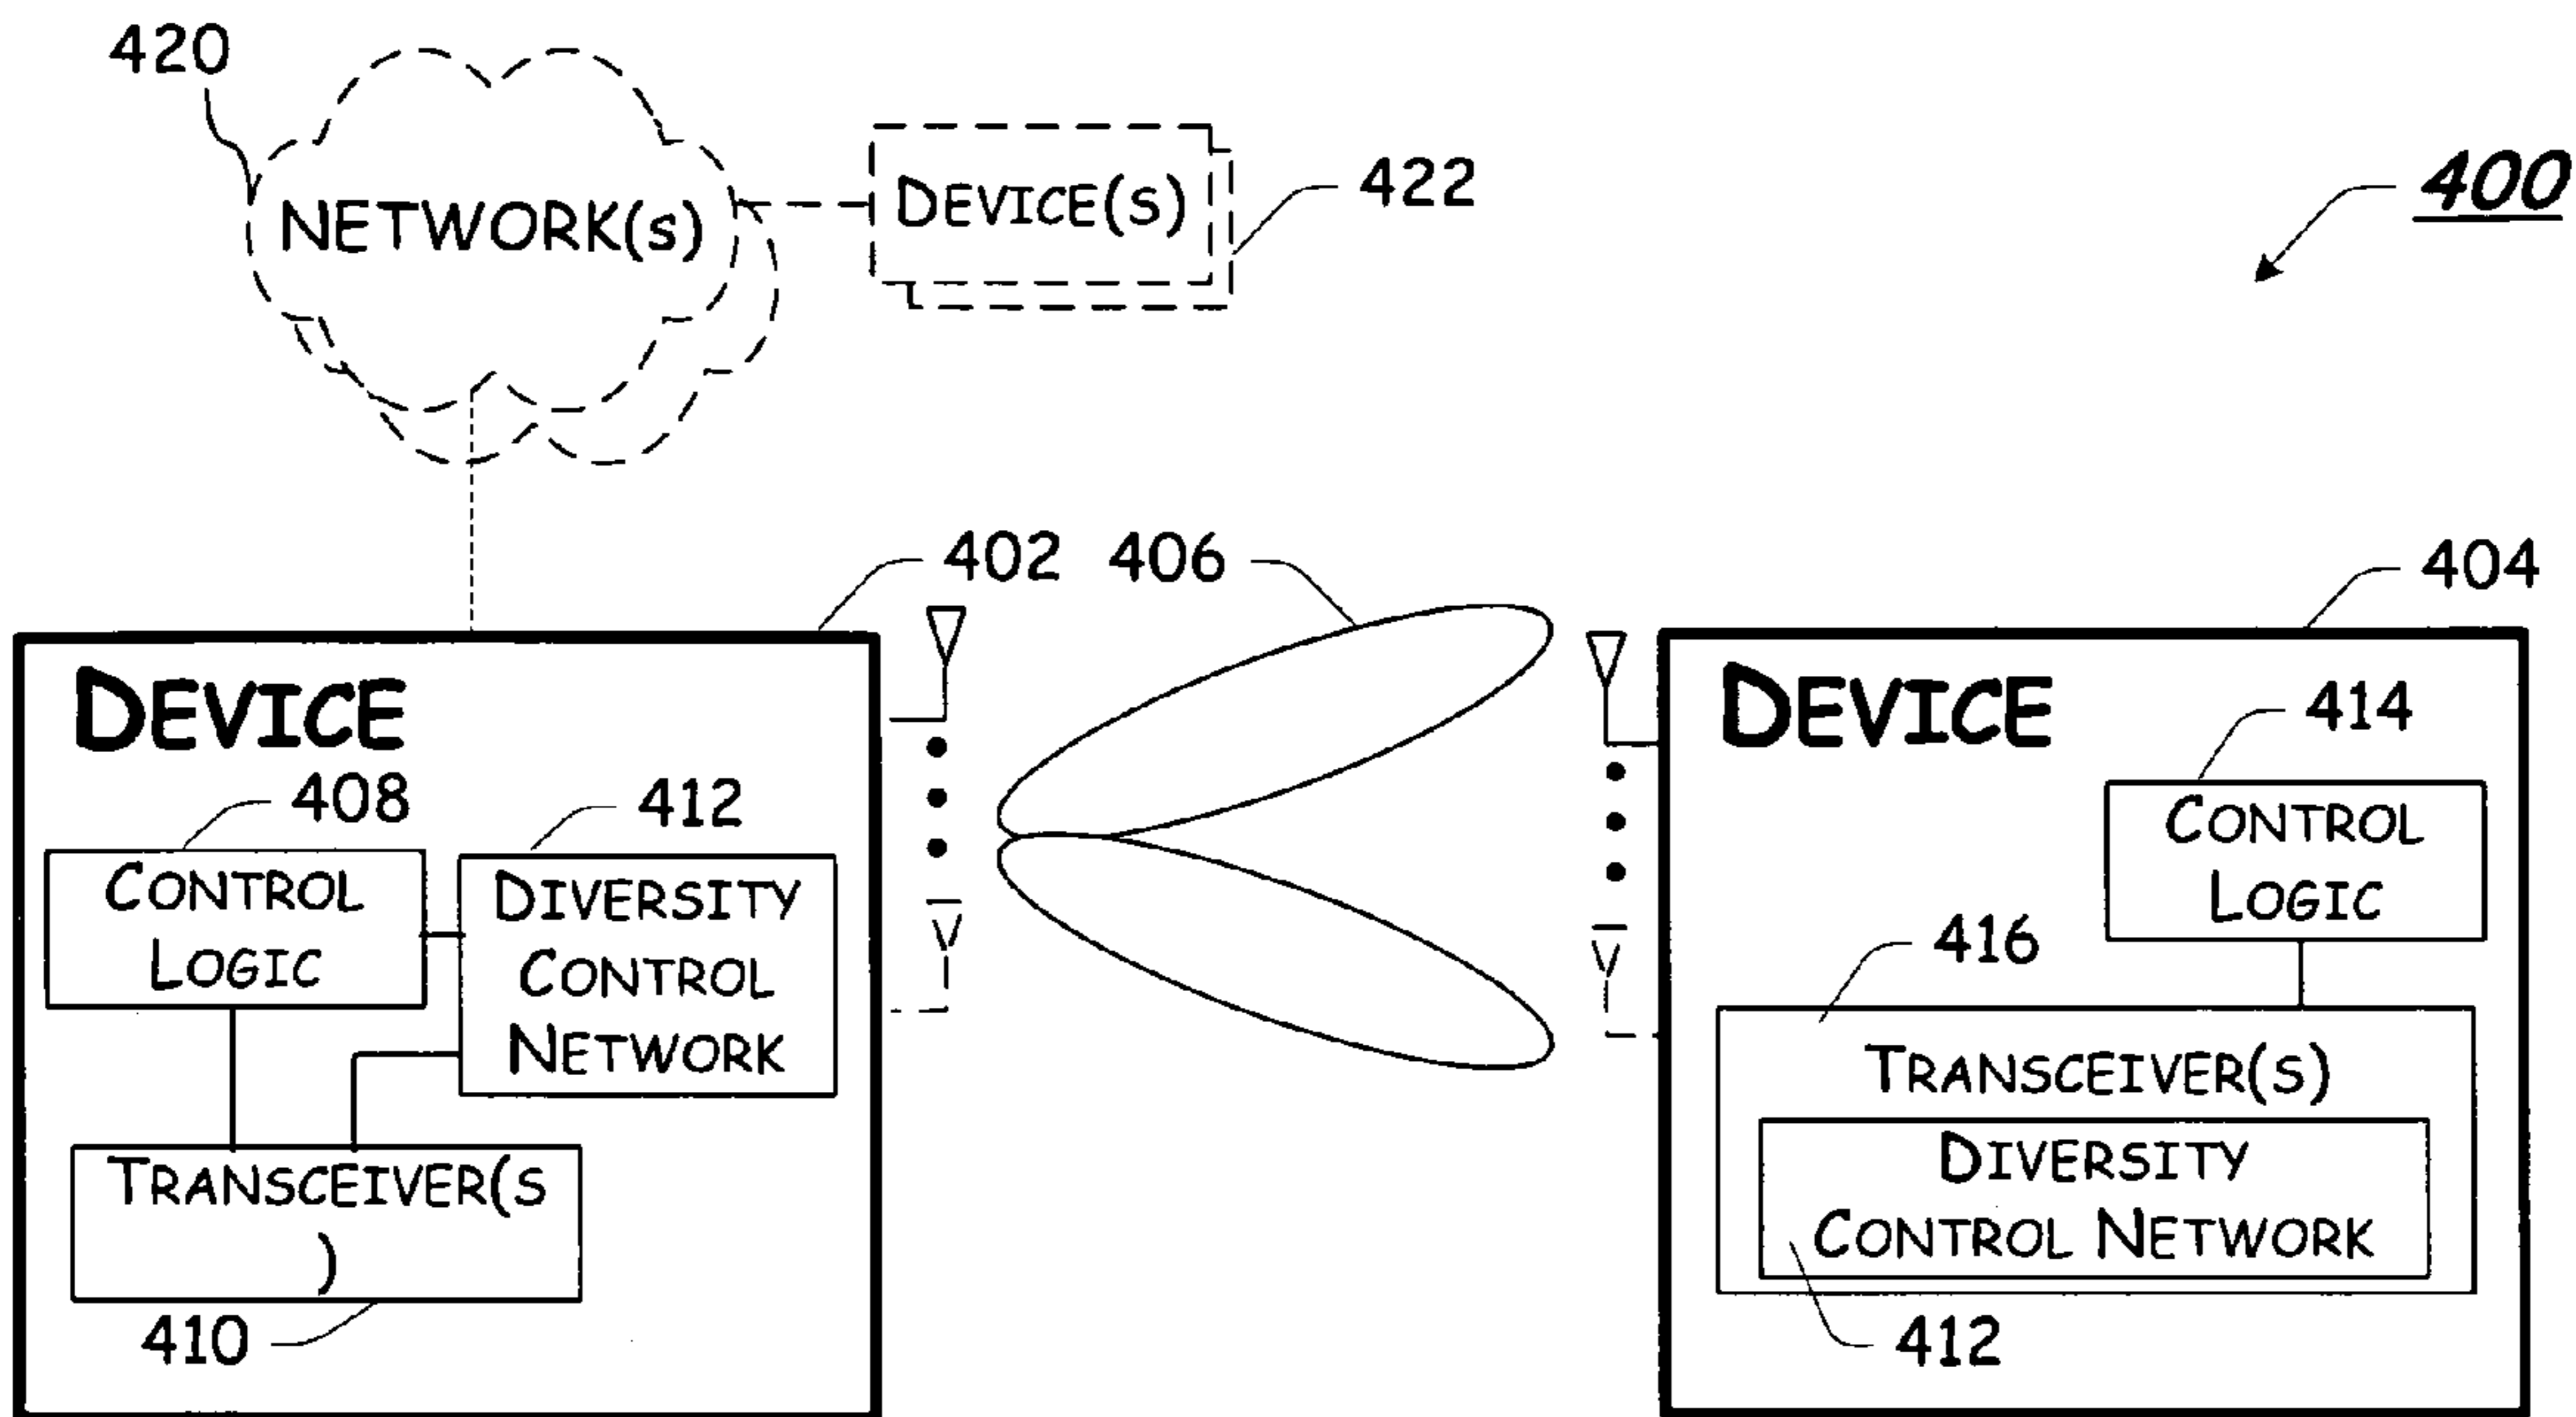 420
NETWORK(s)
DEVICE(S)
422
400
402
406
404
DEVICE
408
412
CONTROL
LOGIC
DIVERSITY
CONTROL
NETWORK
TRANSCEIVER(S
)
410
DEVICE
414
CONTROL
LOGIC
416
TRANSCEIVER(S)
DIVERSITY
CONTROL NETWORK
412